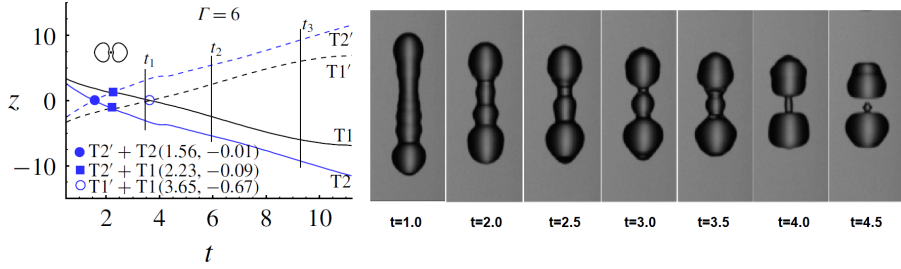 Γ = 6
10
0
−10
z
t₁
t₂
t₃
T2′
T1′
T1
T2
T2′ + T2(1.56, −0.01)
T2′ + T1(2.23, −0.09)
T1′ + T1(3.65, −0.67)
2
4
6
8
10
t
t=1.0
t=2.0
t=2.5
t=3.0
t=3.5
t=4.0
t=4.5